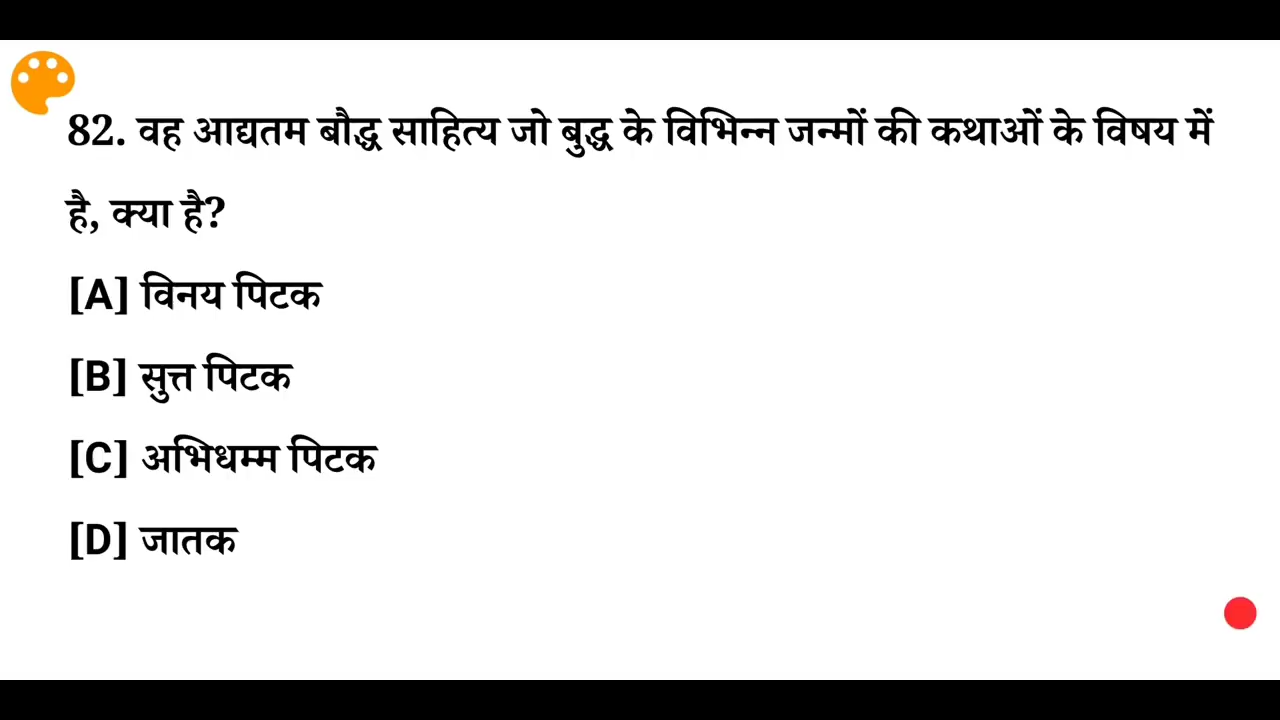 82. वह आद्यतम बौद्ध साहित्य जो बुद्ध के विभिन्न जन्मों की कथाओं के विषय में
है, क्या है?
[A] विनय पिटक
[B] सुत्त पिटक
[C] अभिधम्म पिटक
[D] जातक